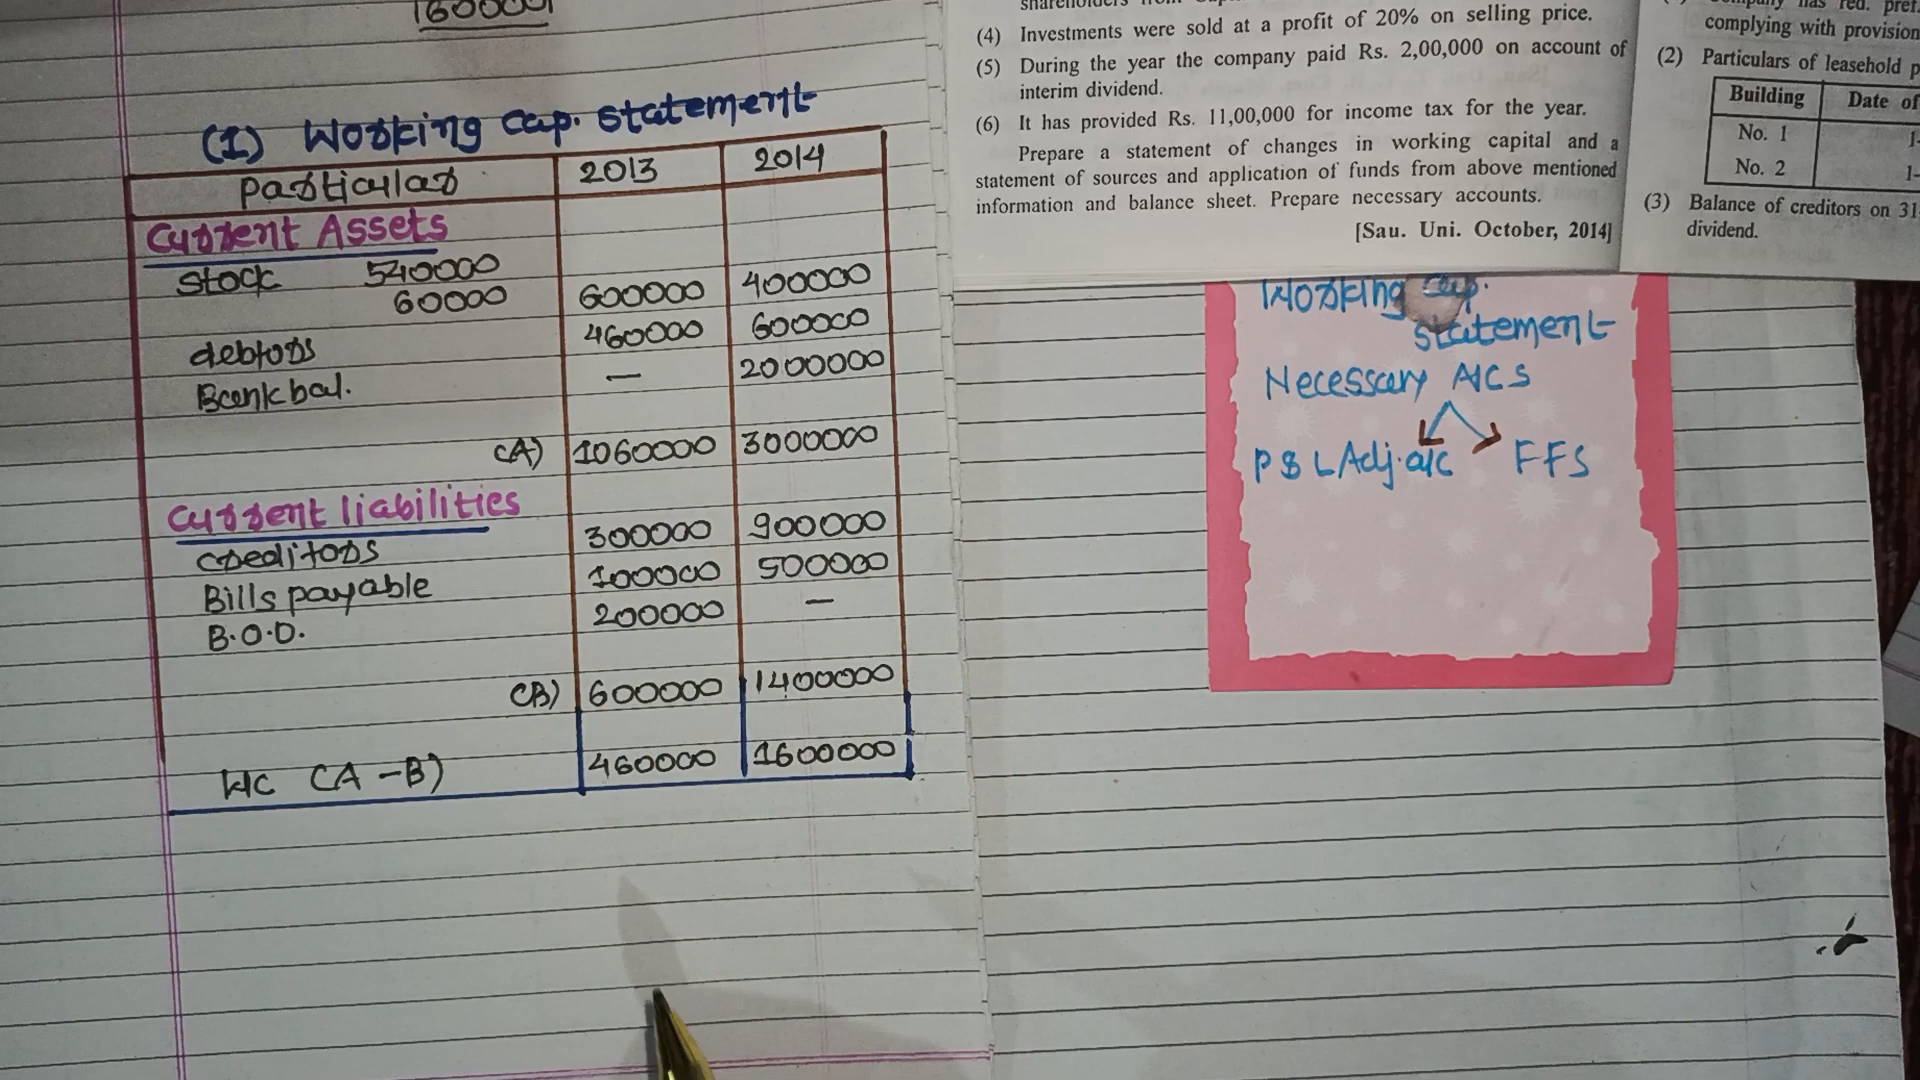 160000
(1) Working cap. statement
Particular 2013 2014
Current Assets
stock 540000
60000 600000 400000
debtors 460000 600000
Bank bal. — 2000000
(A) 1060000 3000000
Current liabilities
creditors 300000 900000
Bills payable 100000 500000
B.O.D. 200000 —
(B) 600000 1400000
WC (A-B) 460000 1600000
shareholders from
(4) Investments were sold at a profit of 20% on selling price.
(5) During the year the company paid Rs. 2,00,000 on account of
interim dividend.
(6) It has provided Rs. 11,00,000 for income tax for the year.
Prepare a statement of changes in working capital and a
statement of sources and application of funds from above mentioned
information and balance sheet. Prepare necessary accounts.
[Sau. Uni. October, 2014]
has red. pref.
complying with provision
(2) Particulars of leasehold p
Building Date of
No. 1 1-
No. 2 1-
(3) Balance of creditors on 31
dividend.
Working cap.
statement
Necessary A/C S
P & L Adj. a/c FFS